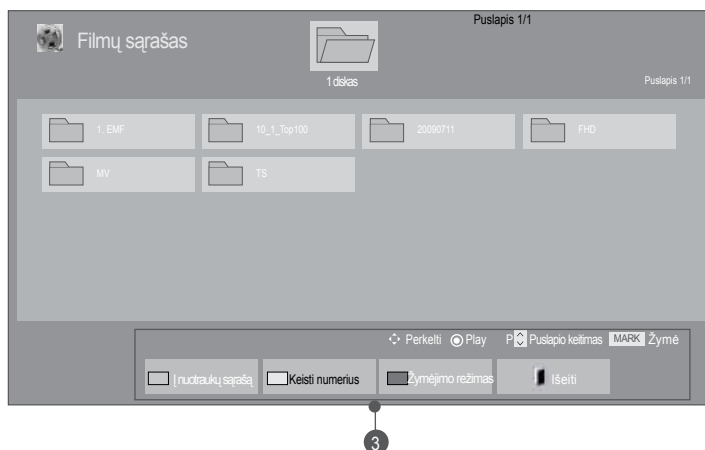 Puslapis 1/1
Filmų sąrašas
1 diskas
Puslapis 1/1
1. EMF 10_1_Top100 20090711 FHD
MV TS
Perkelti Play P Puslapio keitimas MARK Žymė
Į nuotraukų sąrašą Keisti numerius Žymėjimo režimas Išeiti
3